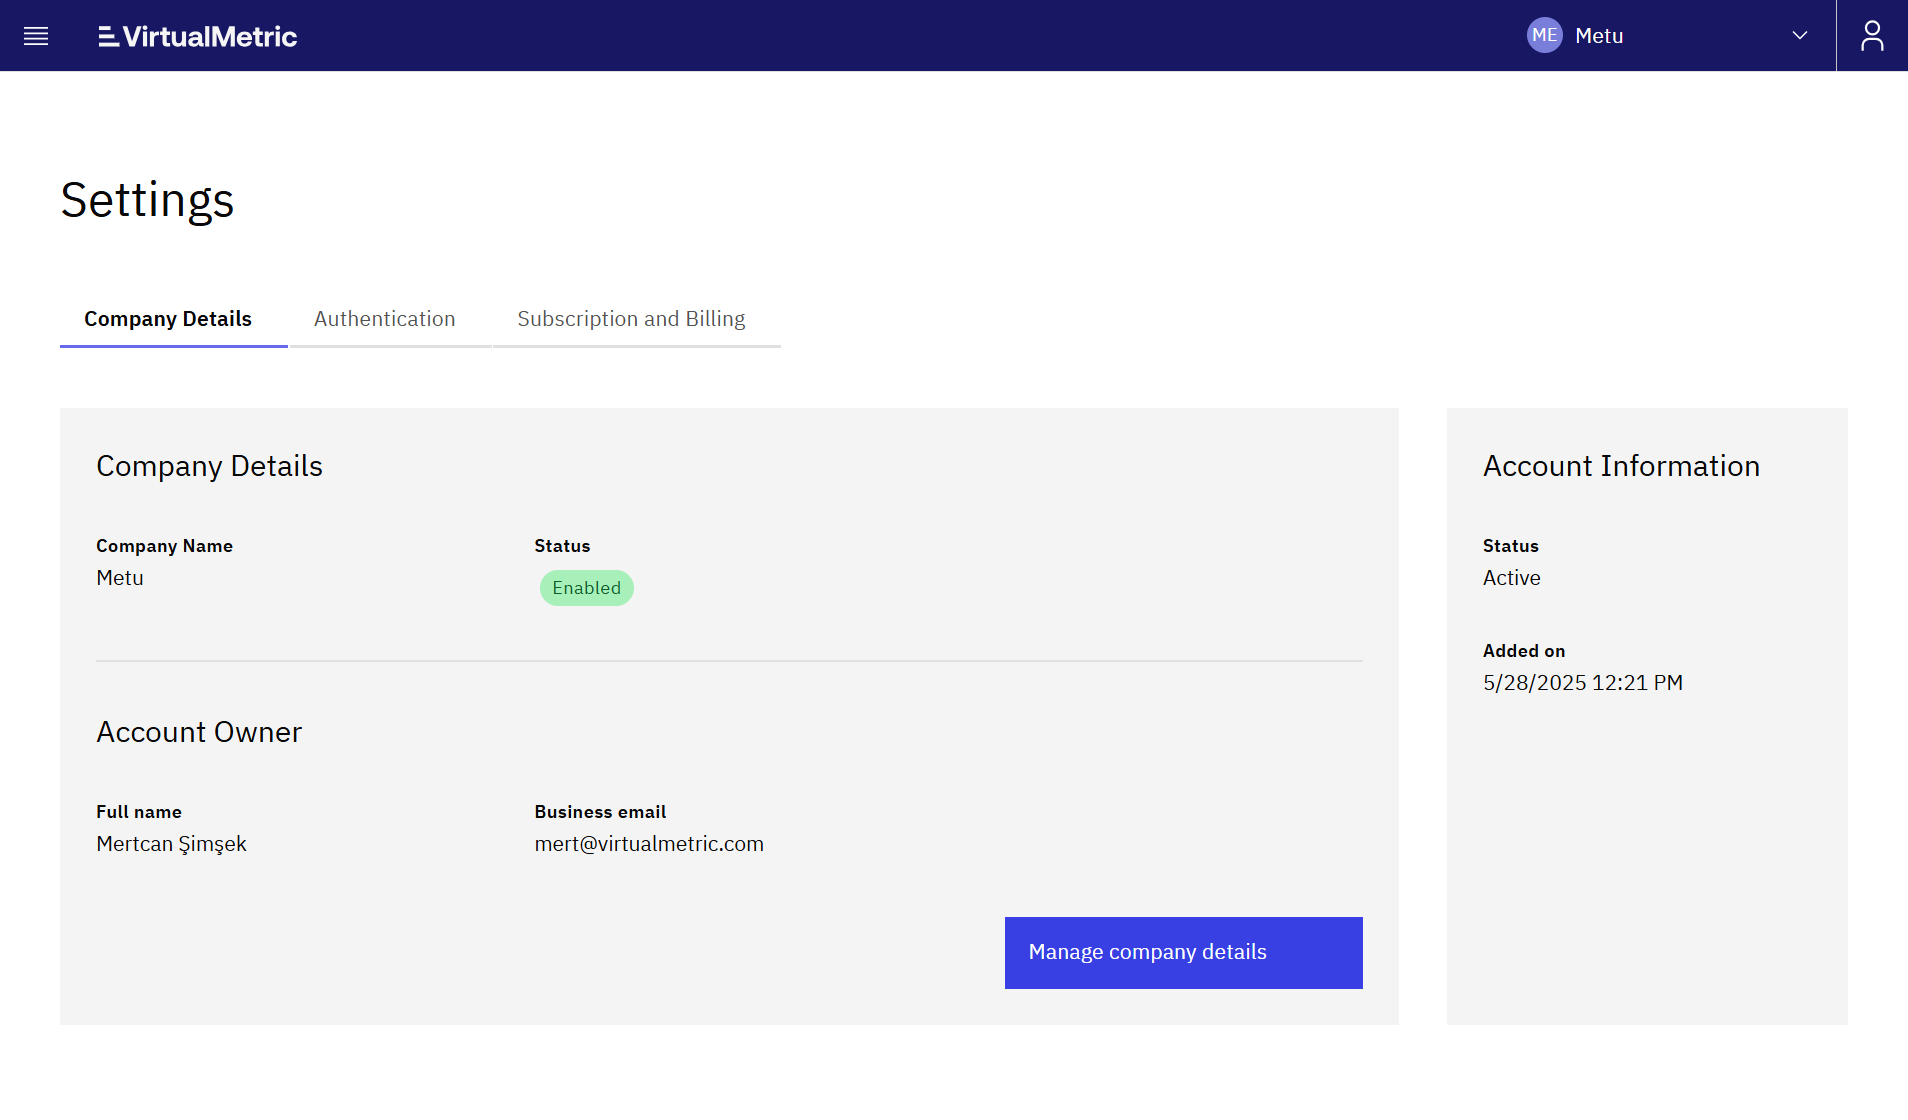 VirtualMetric
ME Metu
Settings
Company Details Authentication Subscription and Billing
Company Details
Company Name Status
Metu Enabled
Account Owner
Full name Business email
Mertcan Şimşek mert@virtualmetric.com
Manage company details
Account Information
Status
Active
Added on
5/28/2025 12:21 PM